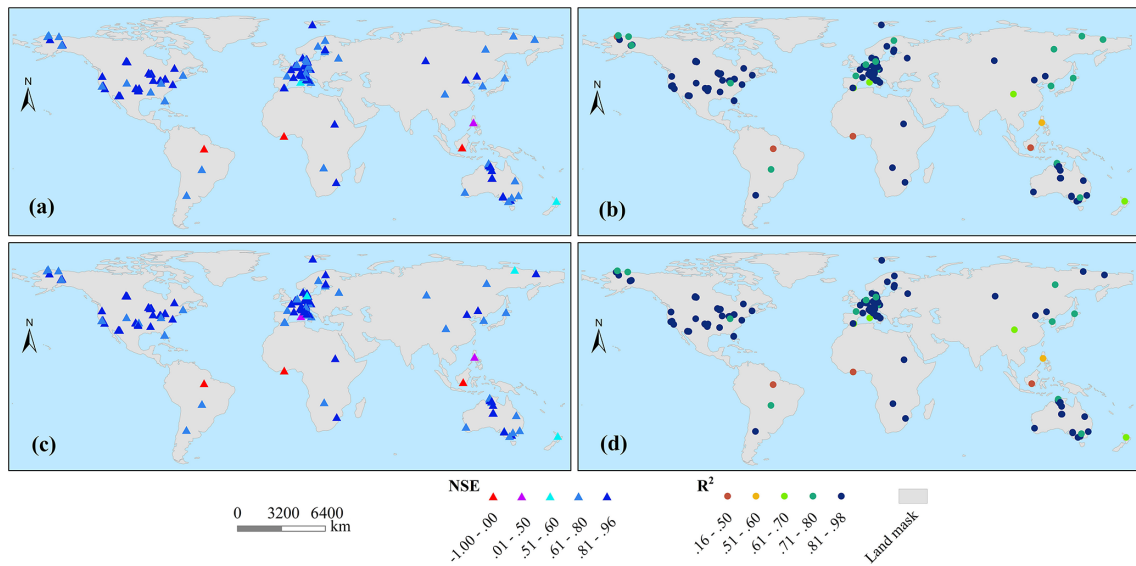 N
(a)
N
(b)
N
(c)
N
(d)
NSE
-1.00 - .00
.01 - .50
.51 - .60
.61 - .80
.81 - .96
R²
.16 - .50
.51 - .60
.61 - .70
.71 - .80
.81 - .98
Land mask
0 3200 6400
km